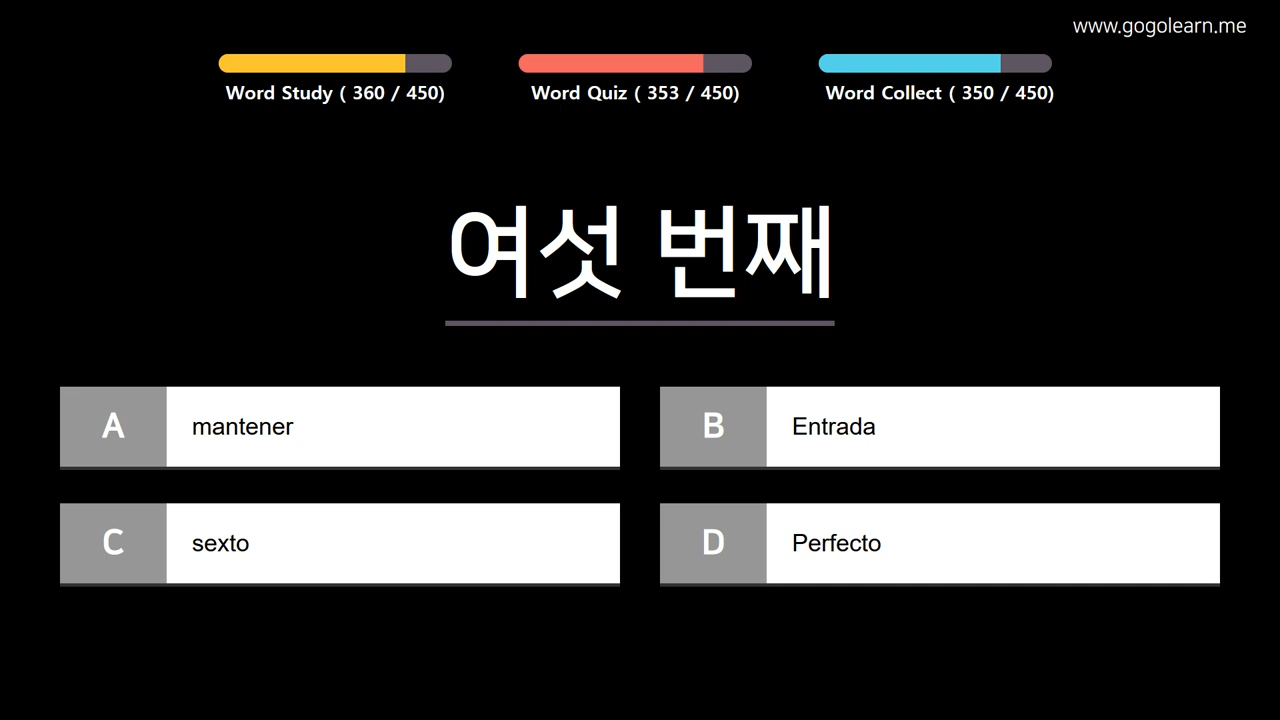 www.gogolearn.me
Word Study ( 360 / 450)
Word Quiz ( 353 / 450)
Word Collect ( 350 / 450)
여섯 번째
A mantener
B Entrada
C sexto
D Perfecto